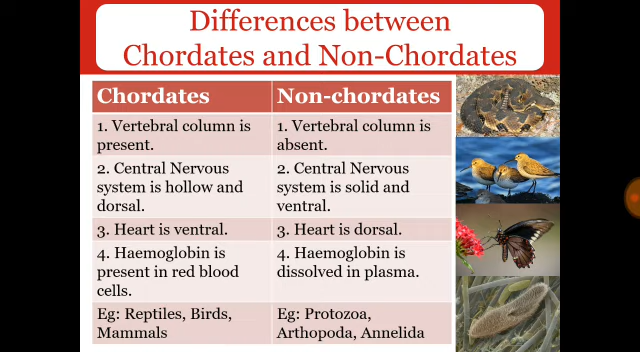 Differences between
Chordates and Non-Chordates
Chordates
Non-chordates
1. Vertebral column is
present.
1. Vertebral column is
absent.
2. Central Nervous
system is hollow and
dorsal.
2. Central Nervous
system is solid and
ventral.
3. Heart is ventral.
3. Heart is dorsal.
4. Haemoglobin is
present in red blood
cells.
4. Haemoglobin is
dissolved in plasma.
Eg: Reptiles, Birds,
Mammals
Eg: Protozoa,
Arthopoda, Annelida